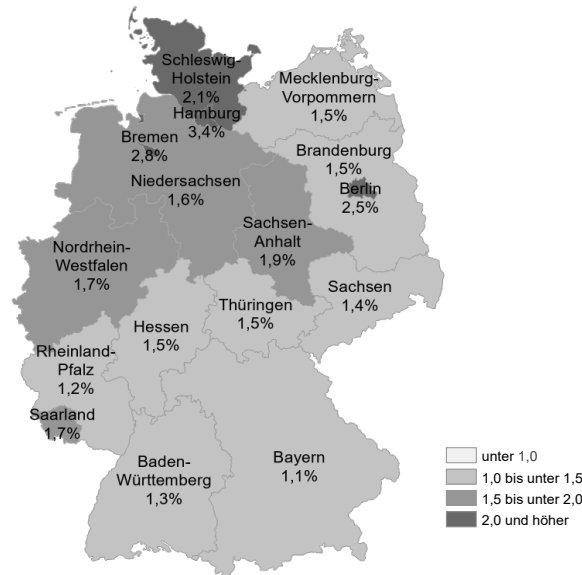 Schleswig-
Holstein
2,1%
Mecklenburg-
Vorpommern
1,5%
Hamburg
3,4%
Bremen
2,8%
Brandenburg
1,5%
Berlin
2,5%
Niedersachsen
1,6%
Sachsen-
Anhalt
1,9%
Nordrhein-
Westfalen
1,7%
Sachsen
1,4%
Thüringen
1,5%
Hessen
1,5%
Rheinland-
Pfalz
1,2%
Saarland
1,7%
Baden-
Württemberg
1,3%
Bayern
1,1%
unter 1,0
1,0 bis unter 1,5
1,5 bis unter 2,0
2,0 und höher